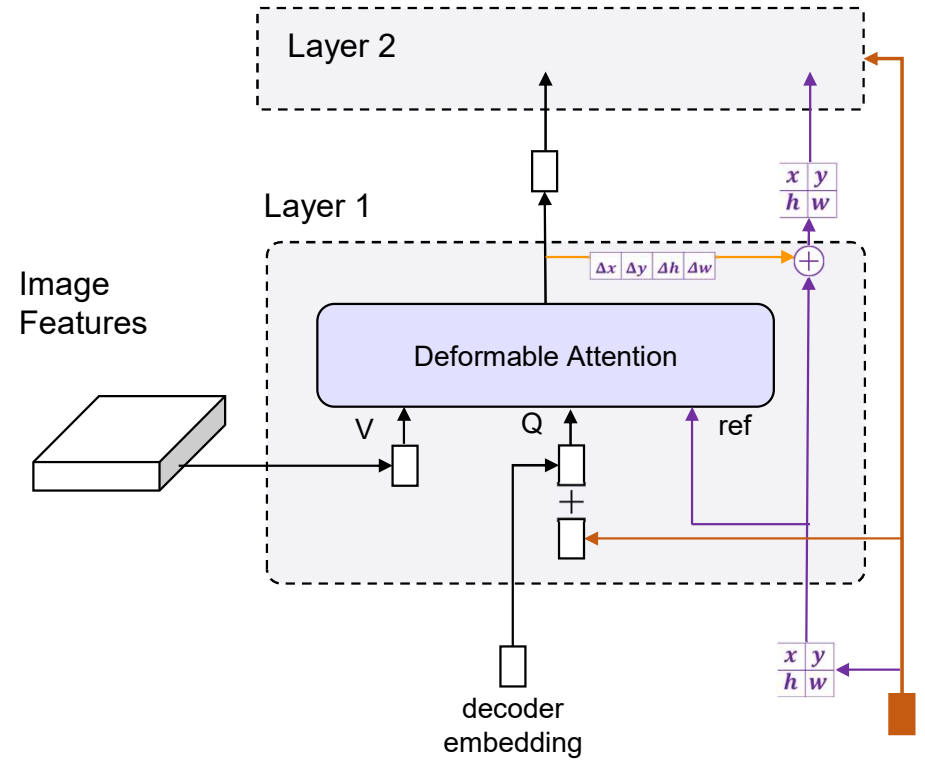 Layer 2
x y
h w
Layer 1
Δx Δy Δh Δw
+
Image
Features
Deformable Attention
V
Q
ref
+
x y
h w
decoder
embedding